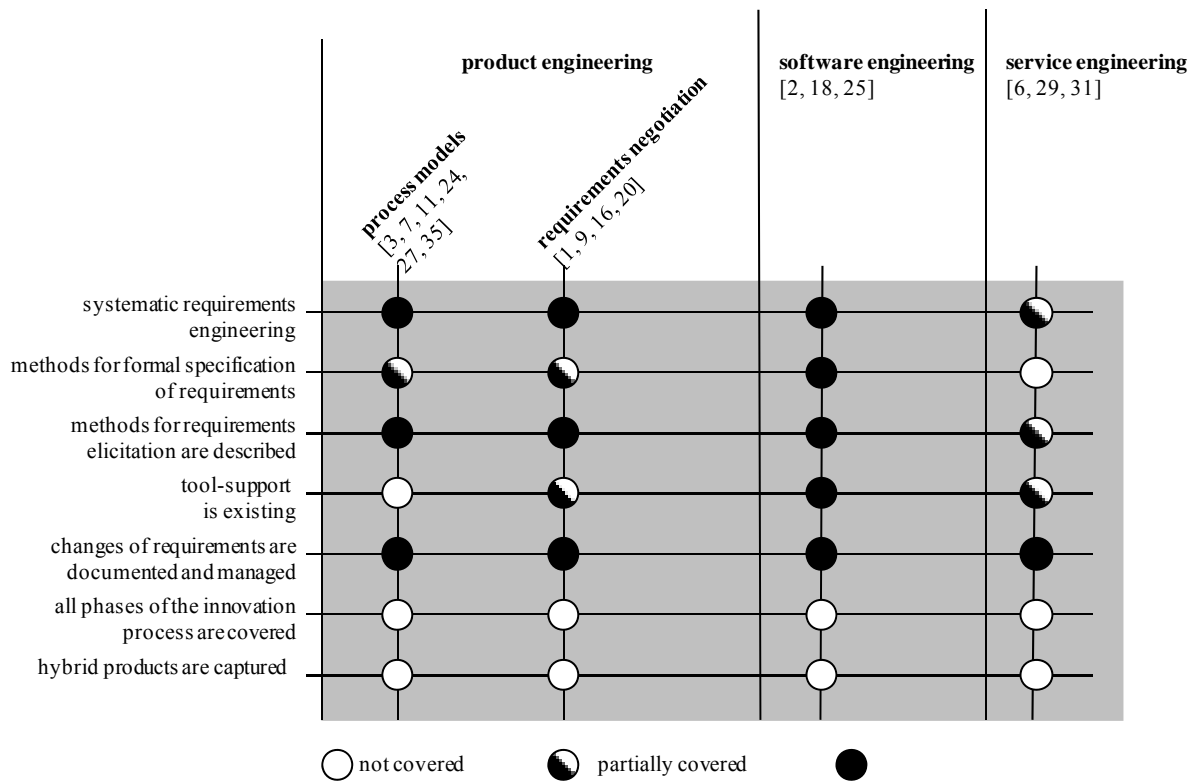 product engineering
software engineering
[2, 18, 25]
service engineering
[6, 29, 31]
process models
[3, 7, 11, 24,
27, 35]
requirements negotiation
[1, 9, 16, 20]
systematic requirements
engineering
methods for formal specification
of requirements
methods for requirements
elicitation are described
tool-support
is existing
changes of requirements are
documented and managed
all phases of the innovation
process are covered
hybrid products are captured
not covered
partially covered